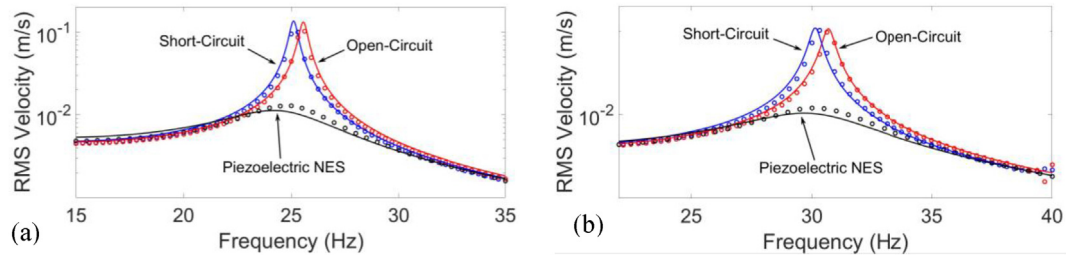 (a)
RMS Velocity (m/s)
10⁻¹
10⁻²
Short-Circuit
Open-Circuit
Piezoelectric NES
15 20 25 30 35
Frequency (Hz)
(b)
RMS Velocity (m/s)
10⁻²
Short-Circuit
Open-Circuit
Piezoelectric NES
25 30 35 40
Frequency (Hz)